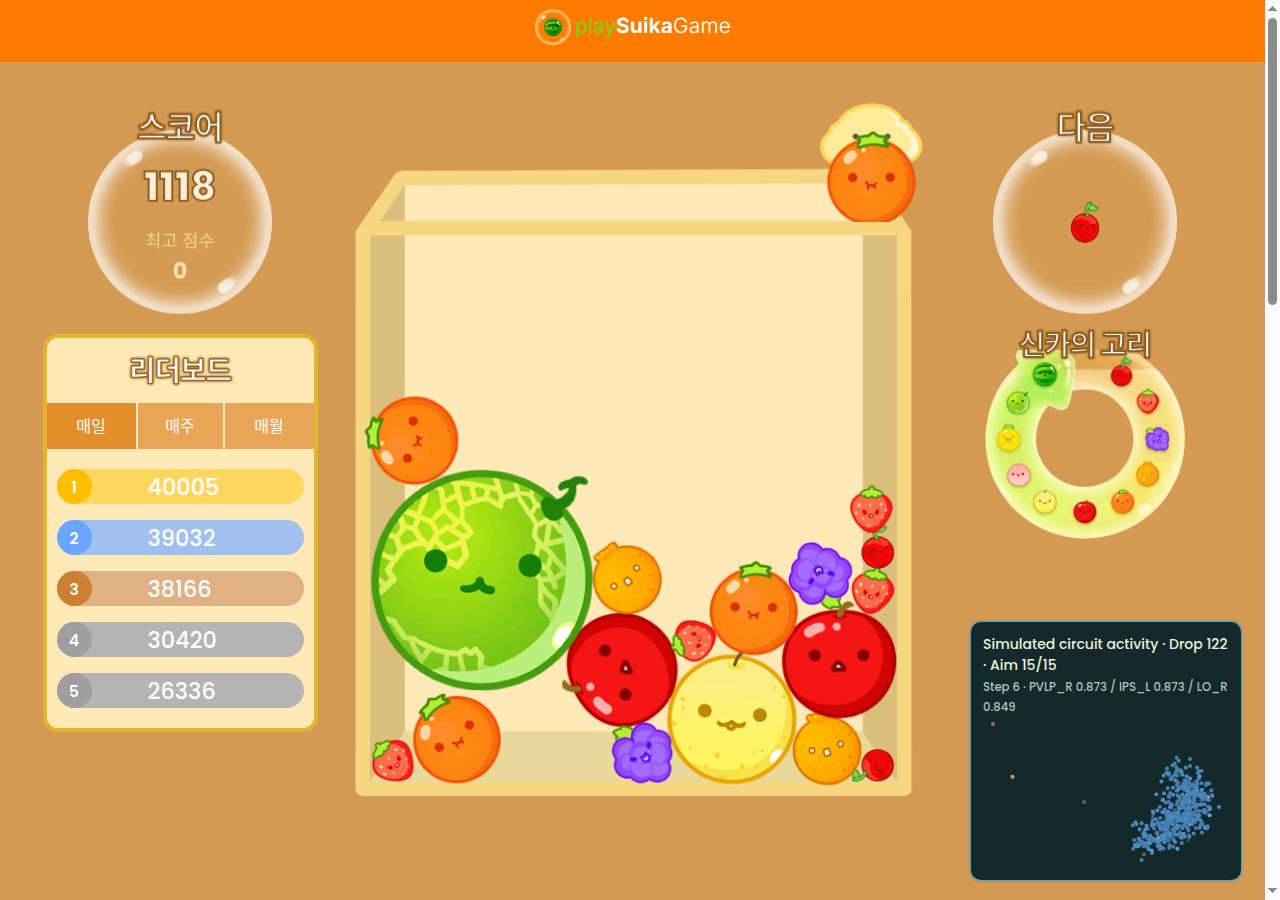 playSuikaGame
스코어
1118
최고 점수
0
다음
신카의 고리
리더보드
매일 매주 매월
1 40005
2 39032
3 38166
4 30420
5 26336
Simulated circuit activity · Drop 122
· Aim 15/15
Step 6 · PVLP_R 0.873 / IPS_L 0.873 / LO_R
0.849